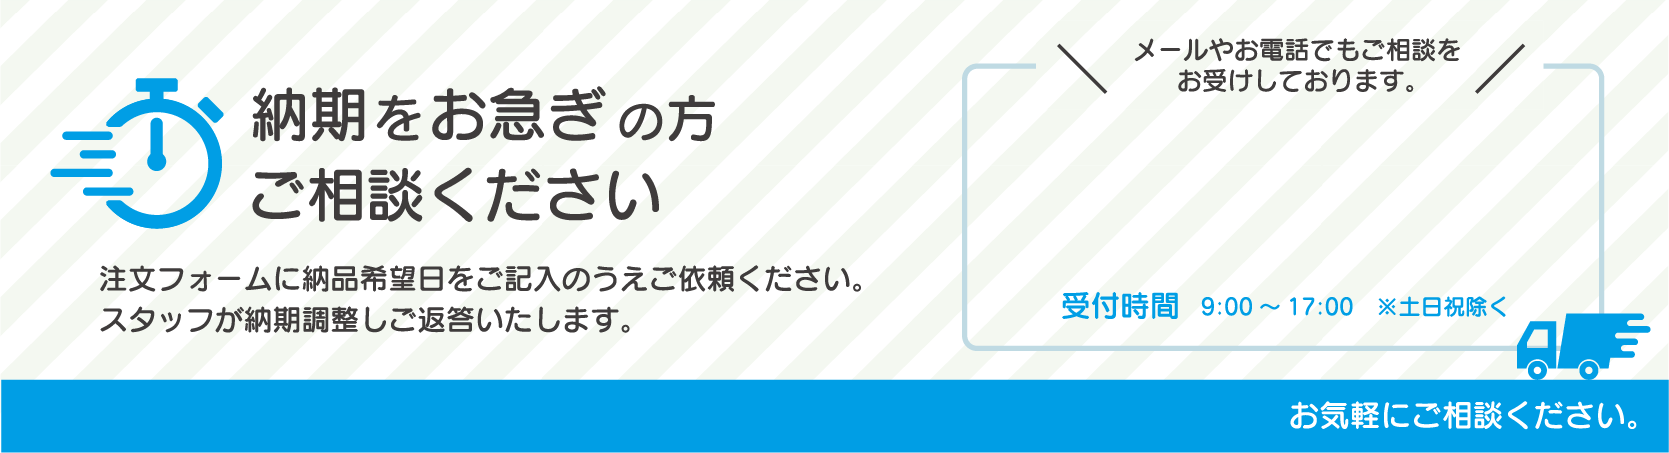 納期をお急ぎの方
ご相談ください
注文フォームに納品希望日をご記入のうえご依頼ください。
スタッフが納期調整しご返答いたします。
メールやお電話でもご相談を
お受けしております。
受付時間 9:00 ～ 17:00 ※土日祝除く
お気軽にご相談ください。